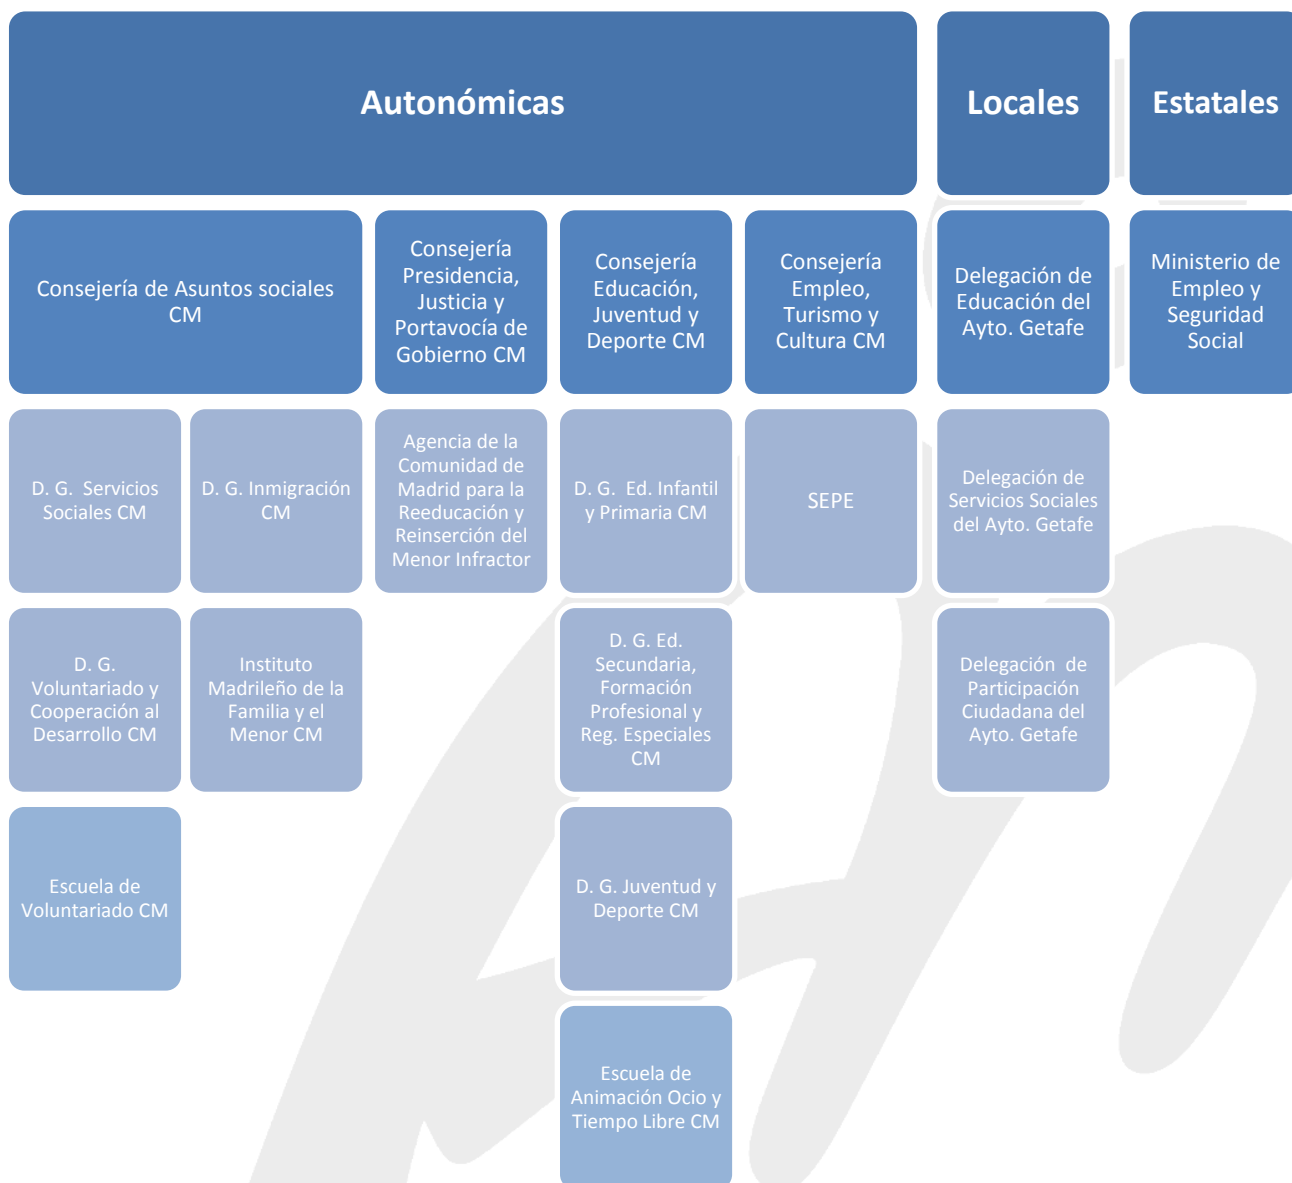 Autonómicas
Locales
Estatales
Consejería de Asuntos sociales
CM
Consejería
Presidencia,
Justicia y
Portavocía de
Gobierno CM
Consejería
Educación,
Juventud y
Deporte CM
Consejería
Empleo,
Turismo y
Cultura CM
Delegación de
Educación del
Ayto. Getafe
Ministerio de
Empleo y
Seguridad
Social
D. G. Servicios
Sociales CM
D. G. Inmigración
CM
Agencia de la
Comunidad de
Madrid para la
Reeducación y
Reinserción del
Menor Infractor
D. G. Ed. Infantil
y Primaria CM
SEPE
Delegación de
Servicios Sociales
del Ayto. Getafe
D. G.
Voluntariado y
Cooperación al
Desarrollo CM
Instituto
Madrileño de la
Familia y el
Menor CM
D. G. Ed.
Secundaria,
Formación
Profesional y
Reg. Especiales
CM
Delegación de
Participación
Ciudadana del
Ayto. Getafe
Escuela de
Voluntariado CM
D. G. Juventud y
Deporte CM
Escuela de
Animación Ocio y
Tiempo Libre CM